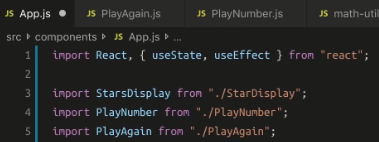 JS App.js ● JS PlayAgain.js JS PlayNumber.js JS math-util
src > components > JS App.js > ...
1 import React, { useState, useEffect } from "react";
2
3 import StarsDisplay from "./StarDisplay";
4 import PlayNumber from "./PlayNumber";
5 import PlayAgain from "./PlayAgain";